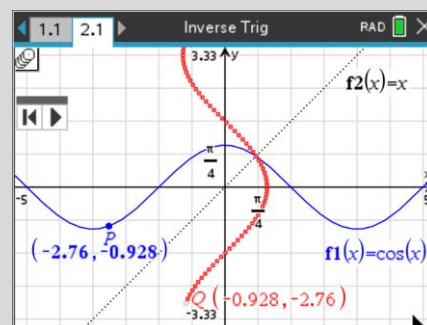 1.1 2.1 Inverse Trig RAD
3.33 y
f2(x)=x
π/4
x
-5 5
π/4
P
(-2.76,-0.928) f1(x)=cos(x)
Q (-0.928,-2.76)
-3.33